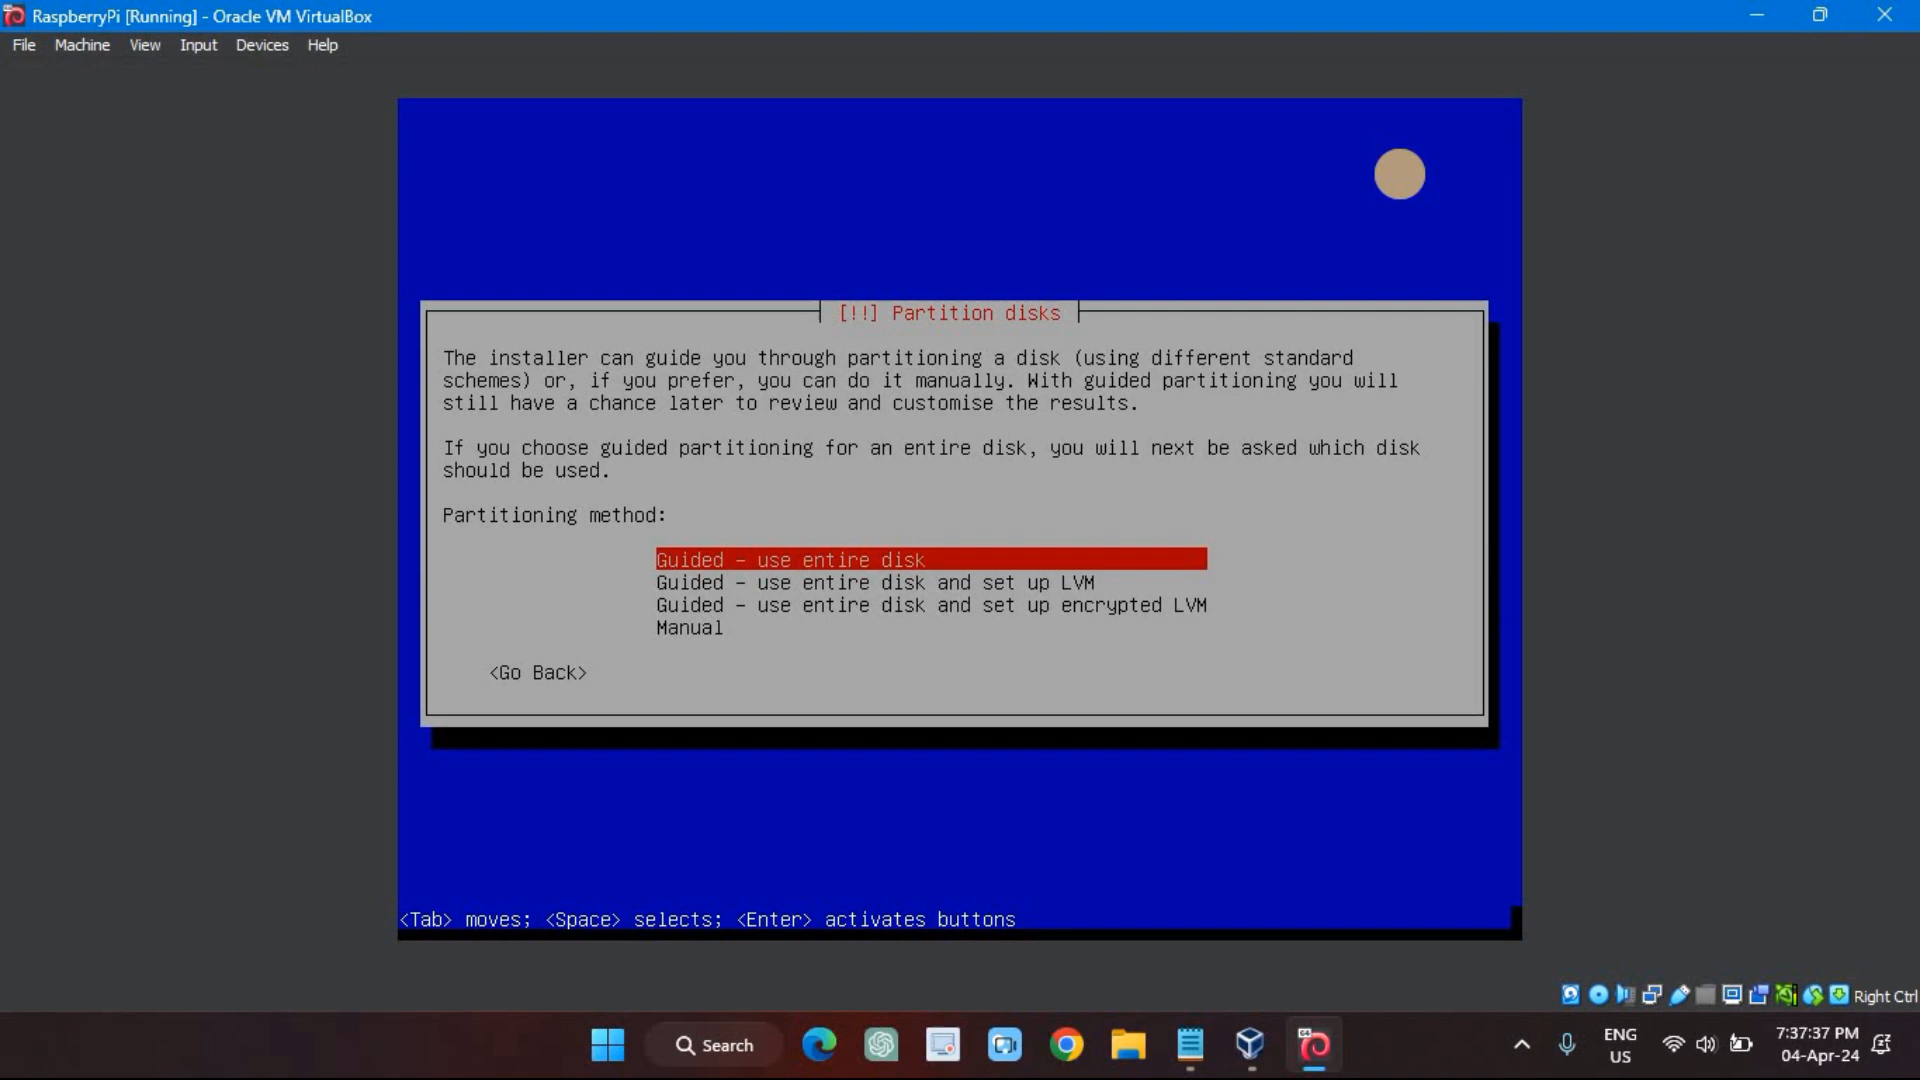 RaspberryPi [Running] - Oracle VM VirtualBox
File Machine View Input Devices Help
[!!] Partition disks
The installer can guide you through partitioning a disk (using different standard
schemes) or, if you prefer, you can do it manually. With guided partitioning you will
still have a chance later to review and customise the results.
If you choose guided partitioning for an entire disk, you will next be asked which disk
should be used.
Partitioning method:
Guided - use entire disk
Guided - use entire disk and set up LVM
Guided - use entire disk and set up encrypted LVM
Manual
<Go Back>
<Tab> moves; <Space> selects; <Enter> activates buttons
Right Ctrl
Search
ENG
US
7:37:37 PM
04-Apr-24